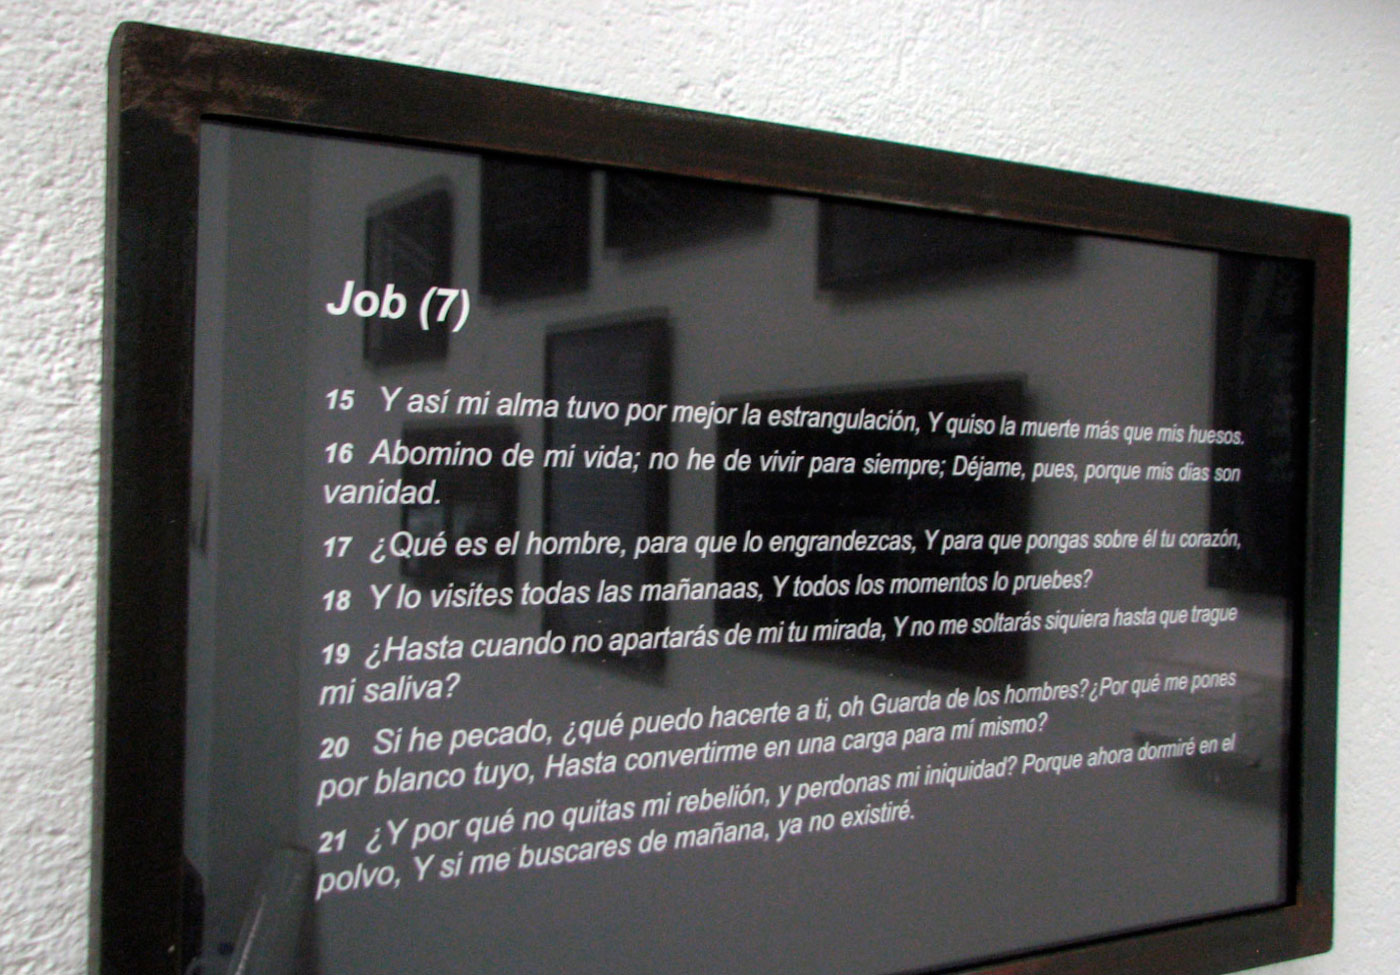 Job (7)
15 Y así mi alma tuvo por mejor la estrangulación, Y quiso la muerte más que mis huesos.
16 Abomino de mi vida; no he de vivir para siempre; Déjame, pues, porque mis días son
vanidad.
17 ¿Qué es el hombre, para que lo engrandezcas, Y para que pongas sobre él tu corazón,
18 Y lo visites todas las mañanaas, Y todos los momentos lo pruebes?
19 ¿Hasta cuando no apartarás de mi tu mirada, Y no me soltarás siquiera hasta que trague
mi saliva?
20 Si he pecado, ¿qué puedo hacerte a ti, oh Guarda de los hombres?¿Por qué me pones
por blanco tuyo, Hasta convertirme en una carga para mí mismo?
21 ¿Y por qué no quitas mi rebelión, y perdonas mi iniquidad? Porque ahora dormiré en el
polvo, Y si me buscares de mañana, ya no existiré.